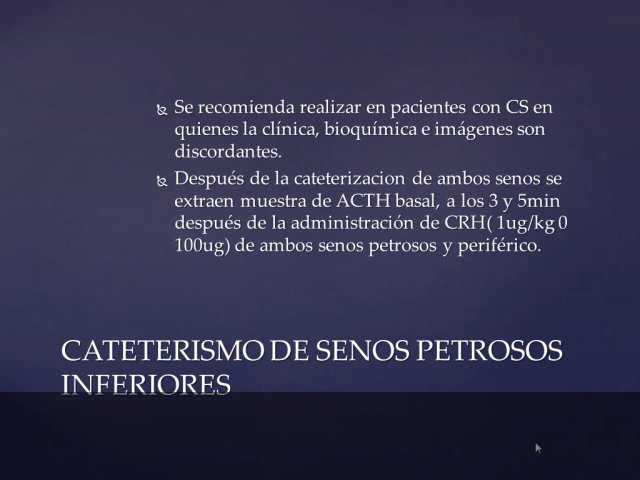 Se recomienda realizar en pacientes con CS en
quienes la clínica, bioquímica e imágenes son
discordantes.
Después de la cateterizacion de ambos senos se
extraen muestra de ACTH basal, a los 3 y 5min
después de la administración de CRH( 1ug/kg 0
100ug) de ambos senos petrosos y periférico.
CATETERISMO DE SENOS PETROSOS
INFERIORES